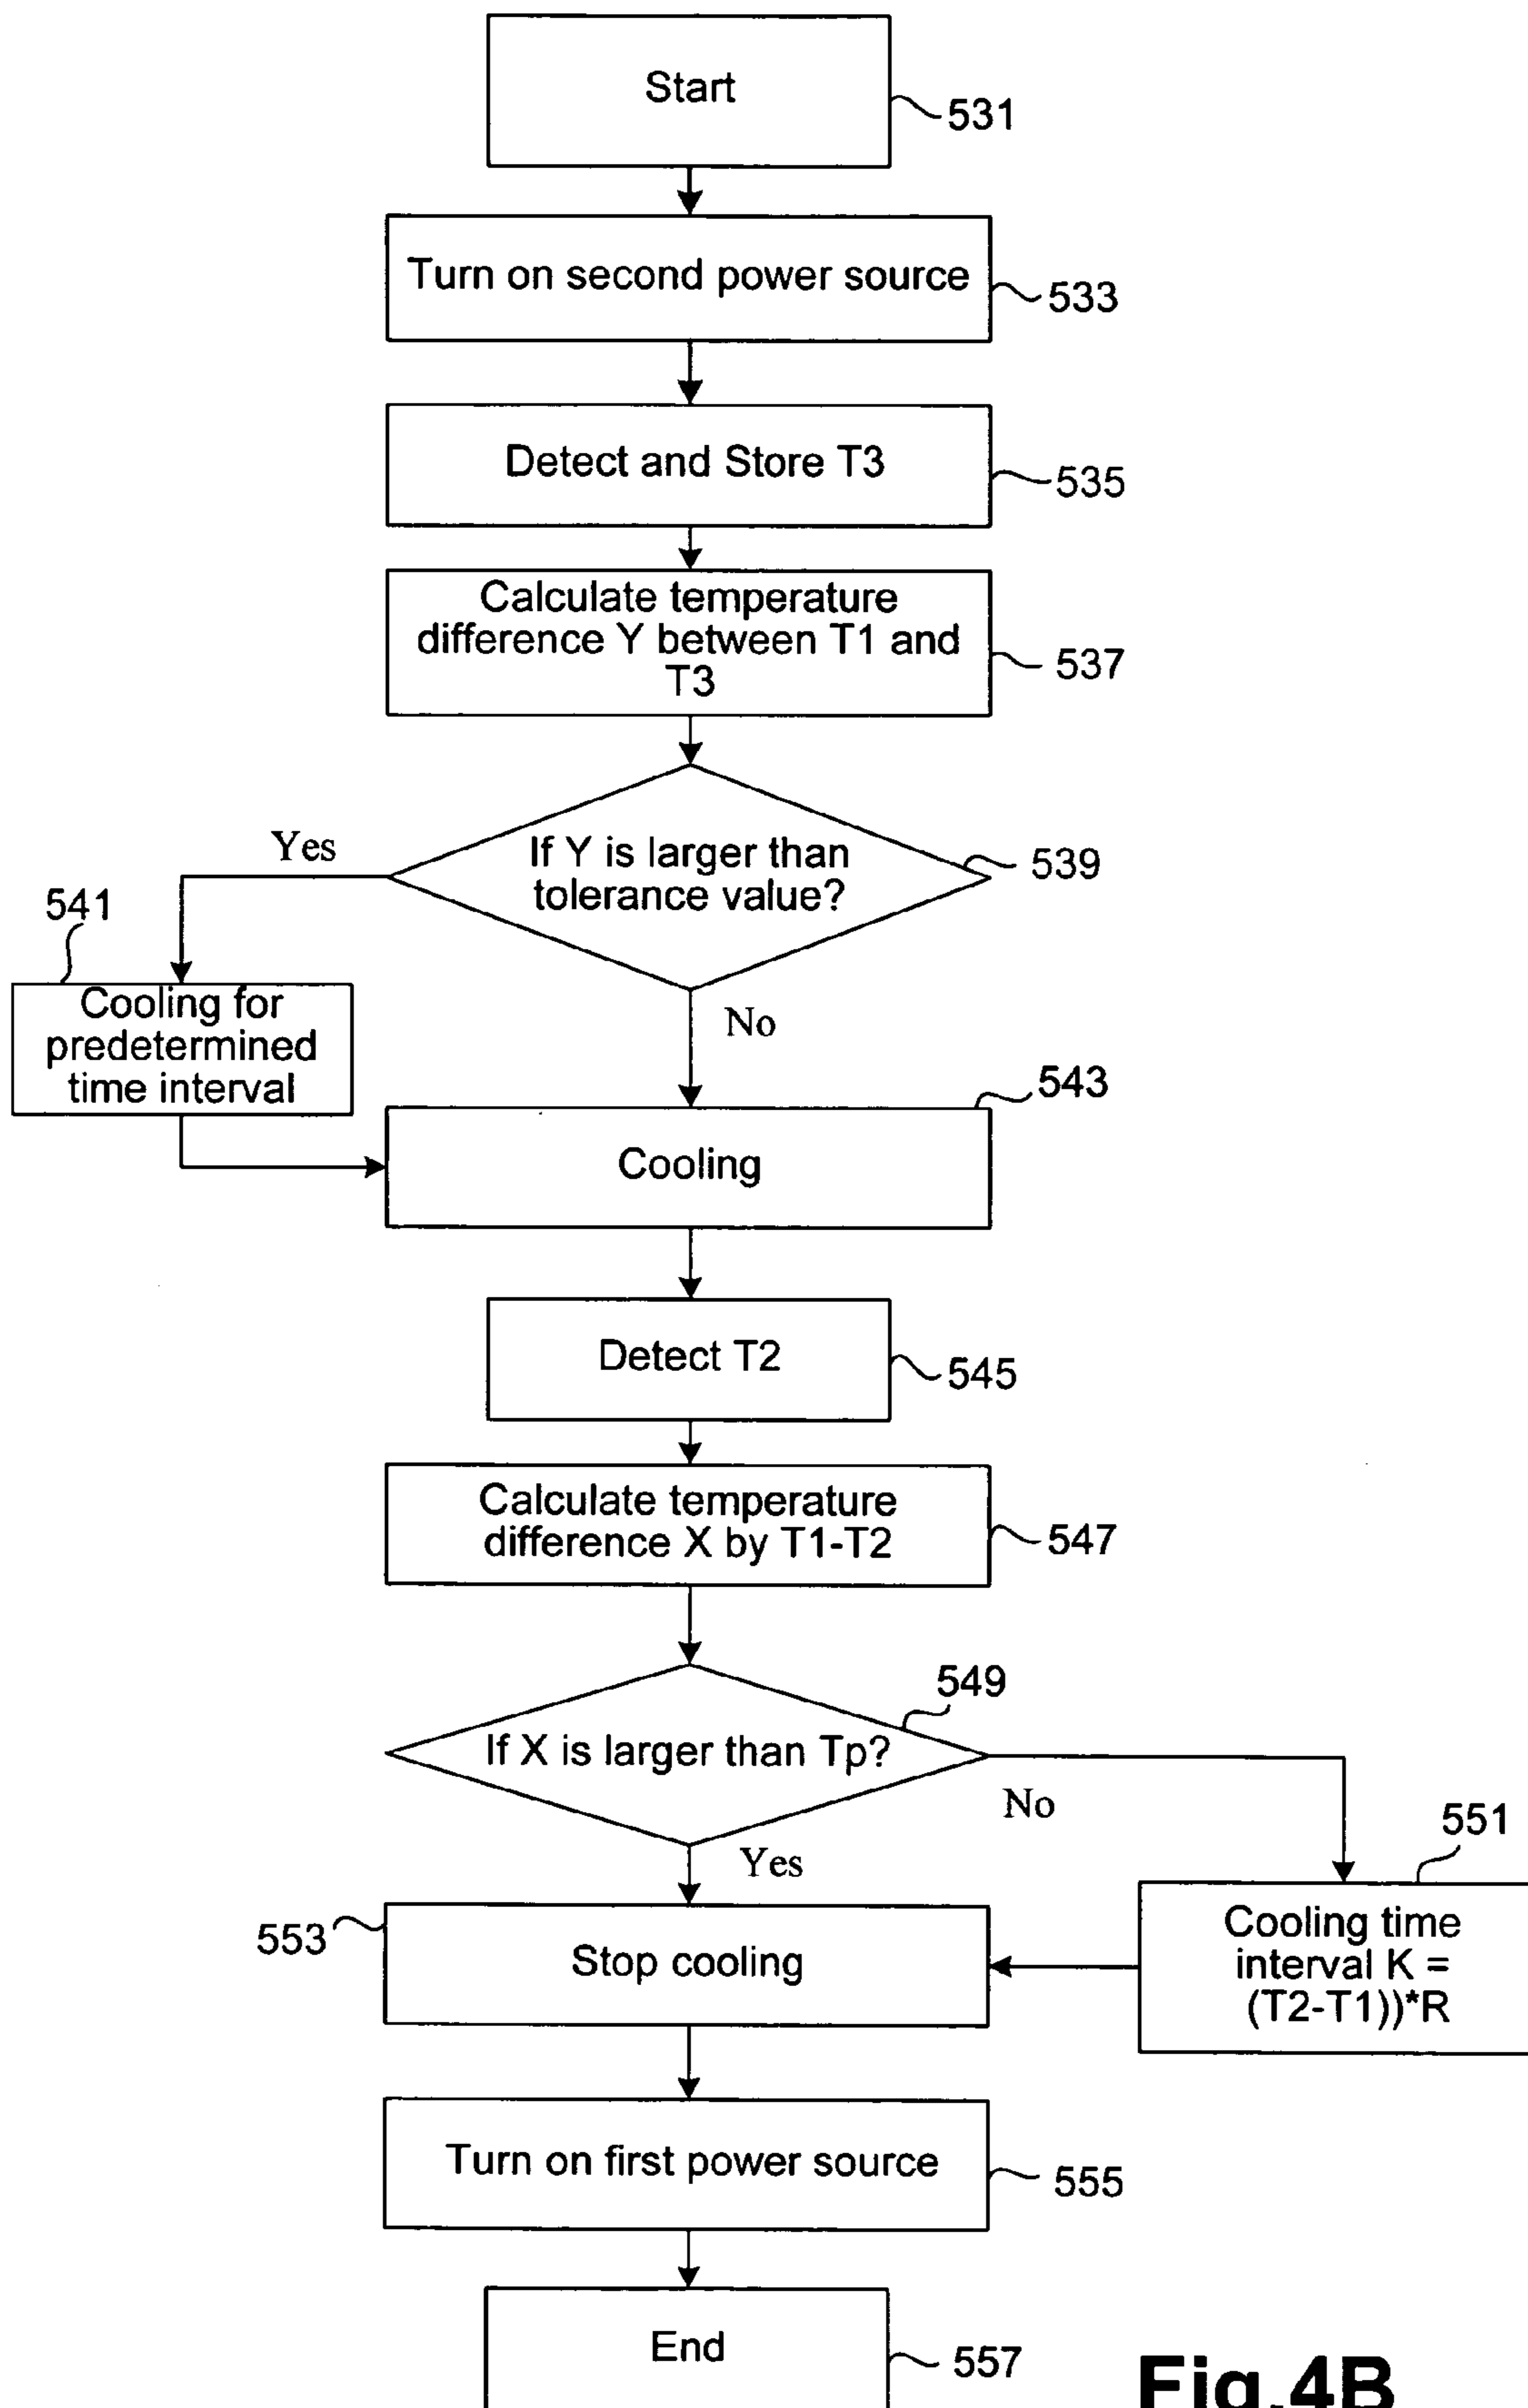 Start
531
Turn on second power source
533
Detect and Store T3
535
Calculate temperature
difference Y between T1 and
T3
537
Yes
If Y is larger than
tolerance value?
539
541
Cooling for
predetermined
time interval
No
543
Cooling
Detect T2
545
Calculate temperature
difference X by T1-T2
547
549
If X is larger than Tp?
No
551
Yes
553
Stop cooling
Cooling time
interval K =
(T2-T1))*R
Turn on first power source
555
End
557
Fig.4B